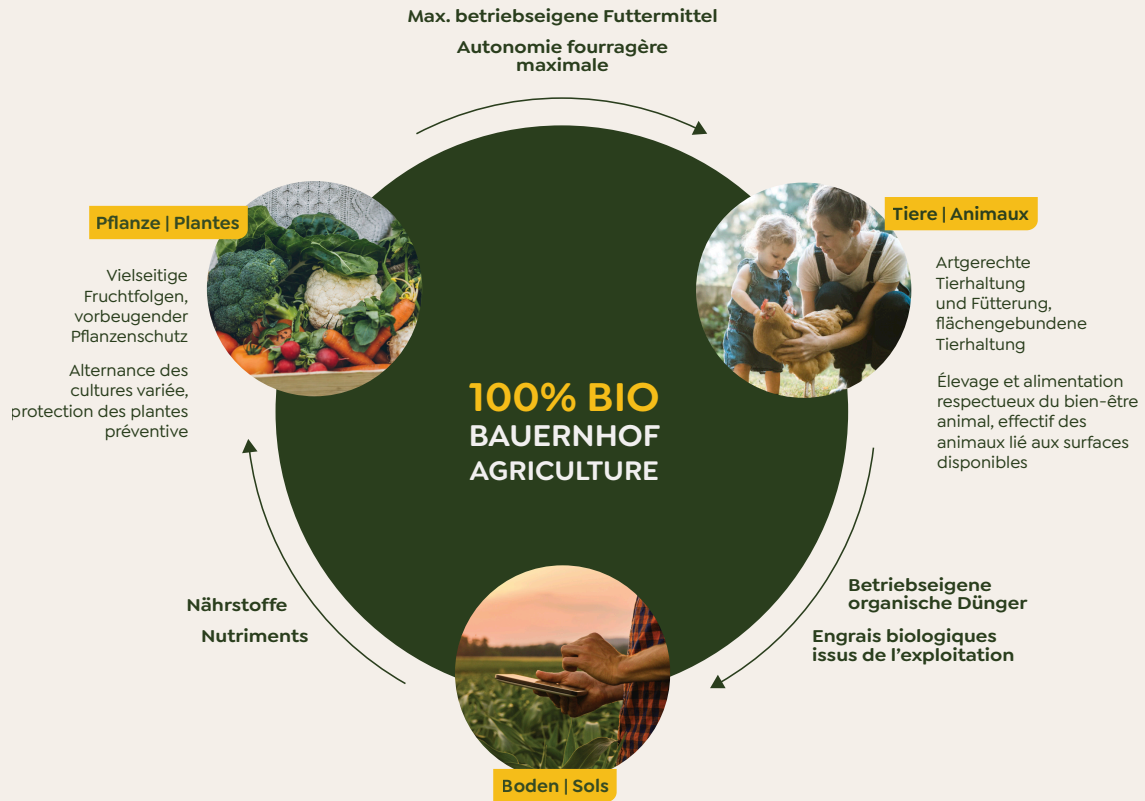 Max. betriebseigene Futtermittel
Autonomie fourragère
maximale
Pflanze | Plantes
Vielseitige
Fruchtfolgen,
vorbeugender
Pflanzenschutz
Alternance des
cultures variée,
protection des plantes
préventive
Tiere | Animaux
Artgerechte
Tierhaltung
und Fütterung,
flächengebundene
Tierhaltung
Élevage et alimentation
respectueux du bien-être
animal, effectif des
animaux lié aux surfaces
disponibles
100% BIO
BAUERNHOF
AGRICULTURE
Nährstoffe
Nutriments
Betriebseigene
organische Dünger
Engrais biologiques
issus de l’exploitation
Boden | Sols